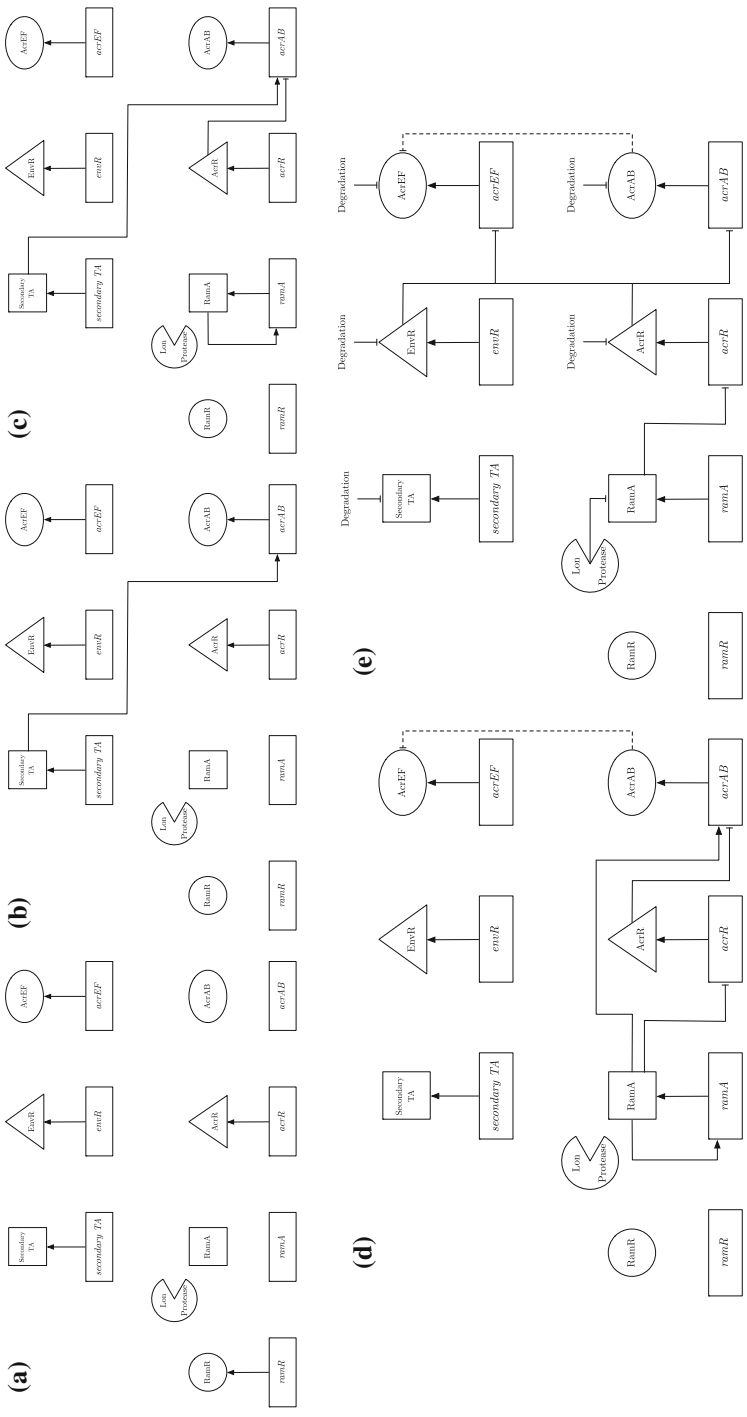 (a)
Secondary
TA
secondary TA
EnvR
envR
AcrEF
acrEF
RamR
ramR
Lon
Protease
RamA
ramA
AcrR
acrR
AcrAB
acrAB
(b)
Secondary
TA
secondary TA
EnvR
envR
AcrEF
acrEF
RamR
ramR
Lon
Protease
RamA
ramA
AcrR
acrR
AcrAB
acrAB
(c)
Secondary
TA
secondary TA
EnvR
envR
AcrEF
acrEF
RamR
ramR
Lon
Protease
RamA
ramA
AcrR
acrR
AcrAB
acrAB
(d)
Secondary
TA
secondary TA
EnvR
envR
AcrEF
acrEF
RamR
ramR
Lon
Protease
RamA
ramA
AcrR
acrR
AcrAB
acrAB
(e)
Degradation
Secondary
TA
secondary TA
Degradation
EnvR
envR
Degradation
AcrEF
acrEF
RamR
ramR
Lon
Protease
RamA
ramA
Degradation
AcrR
acrR
Degradation
AcrAB
acrAB